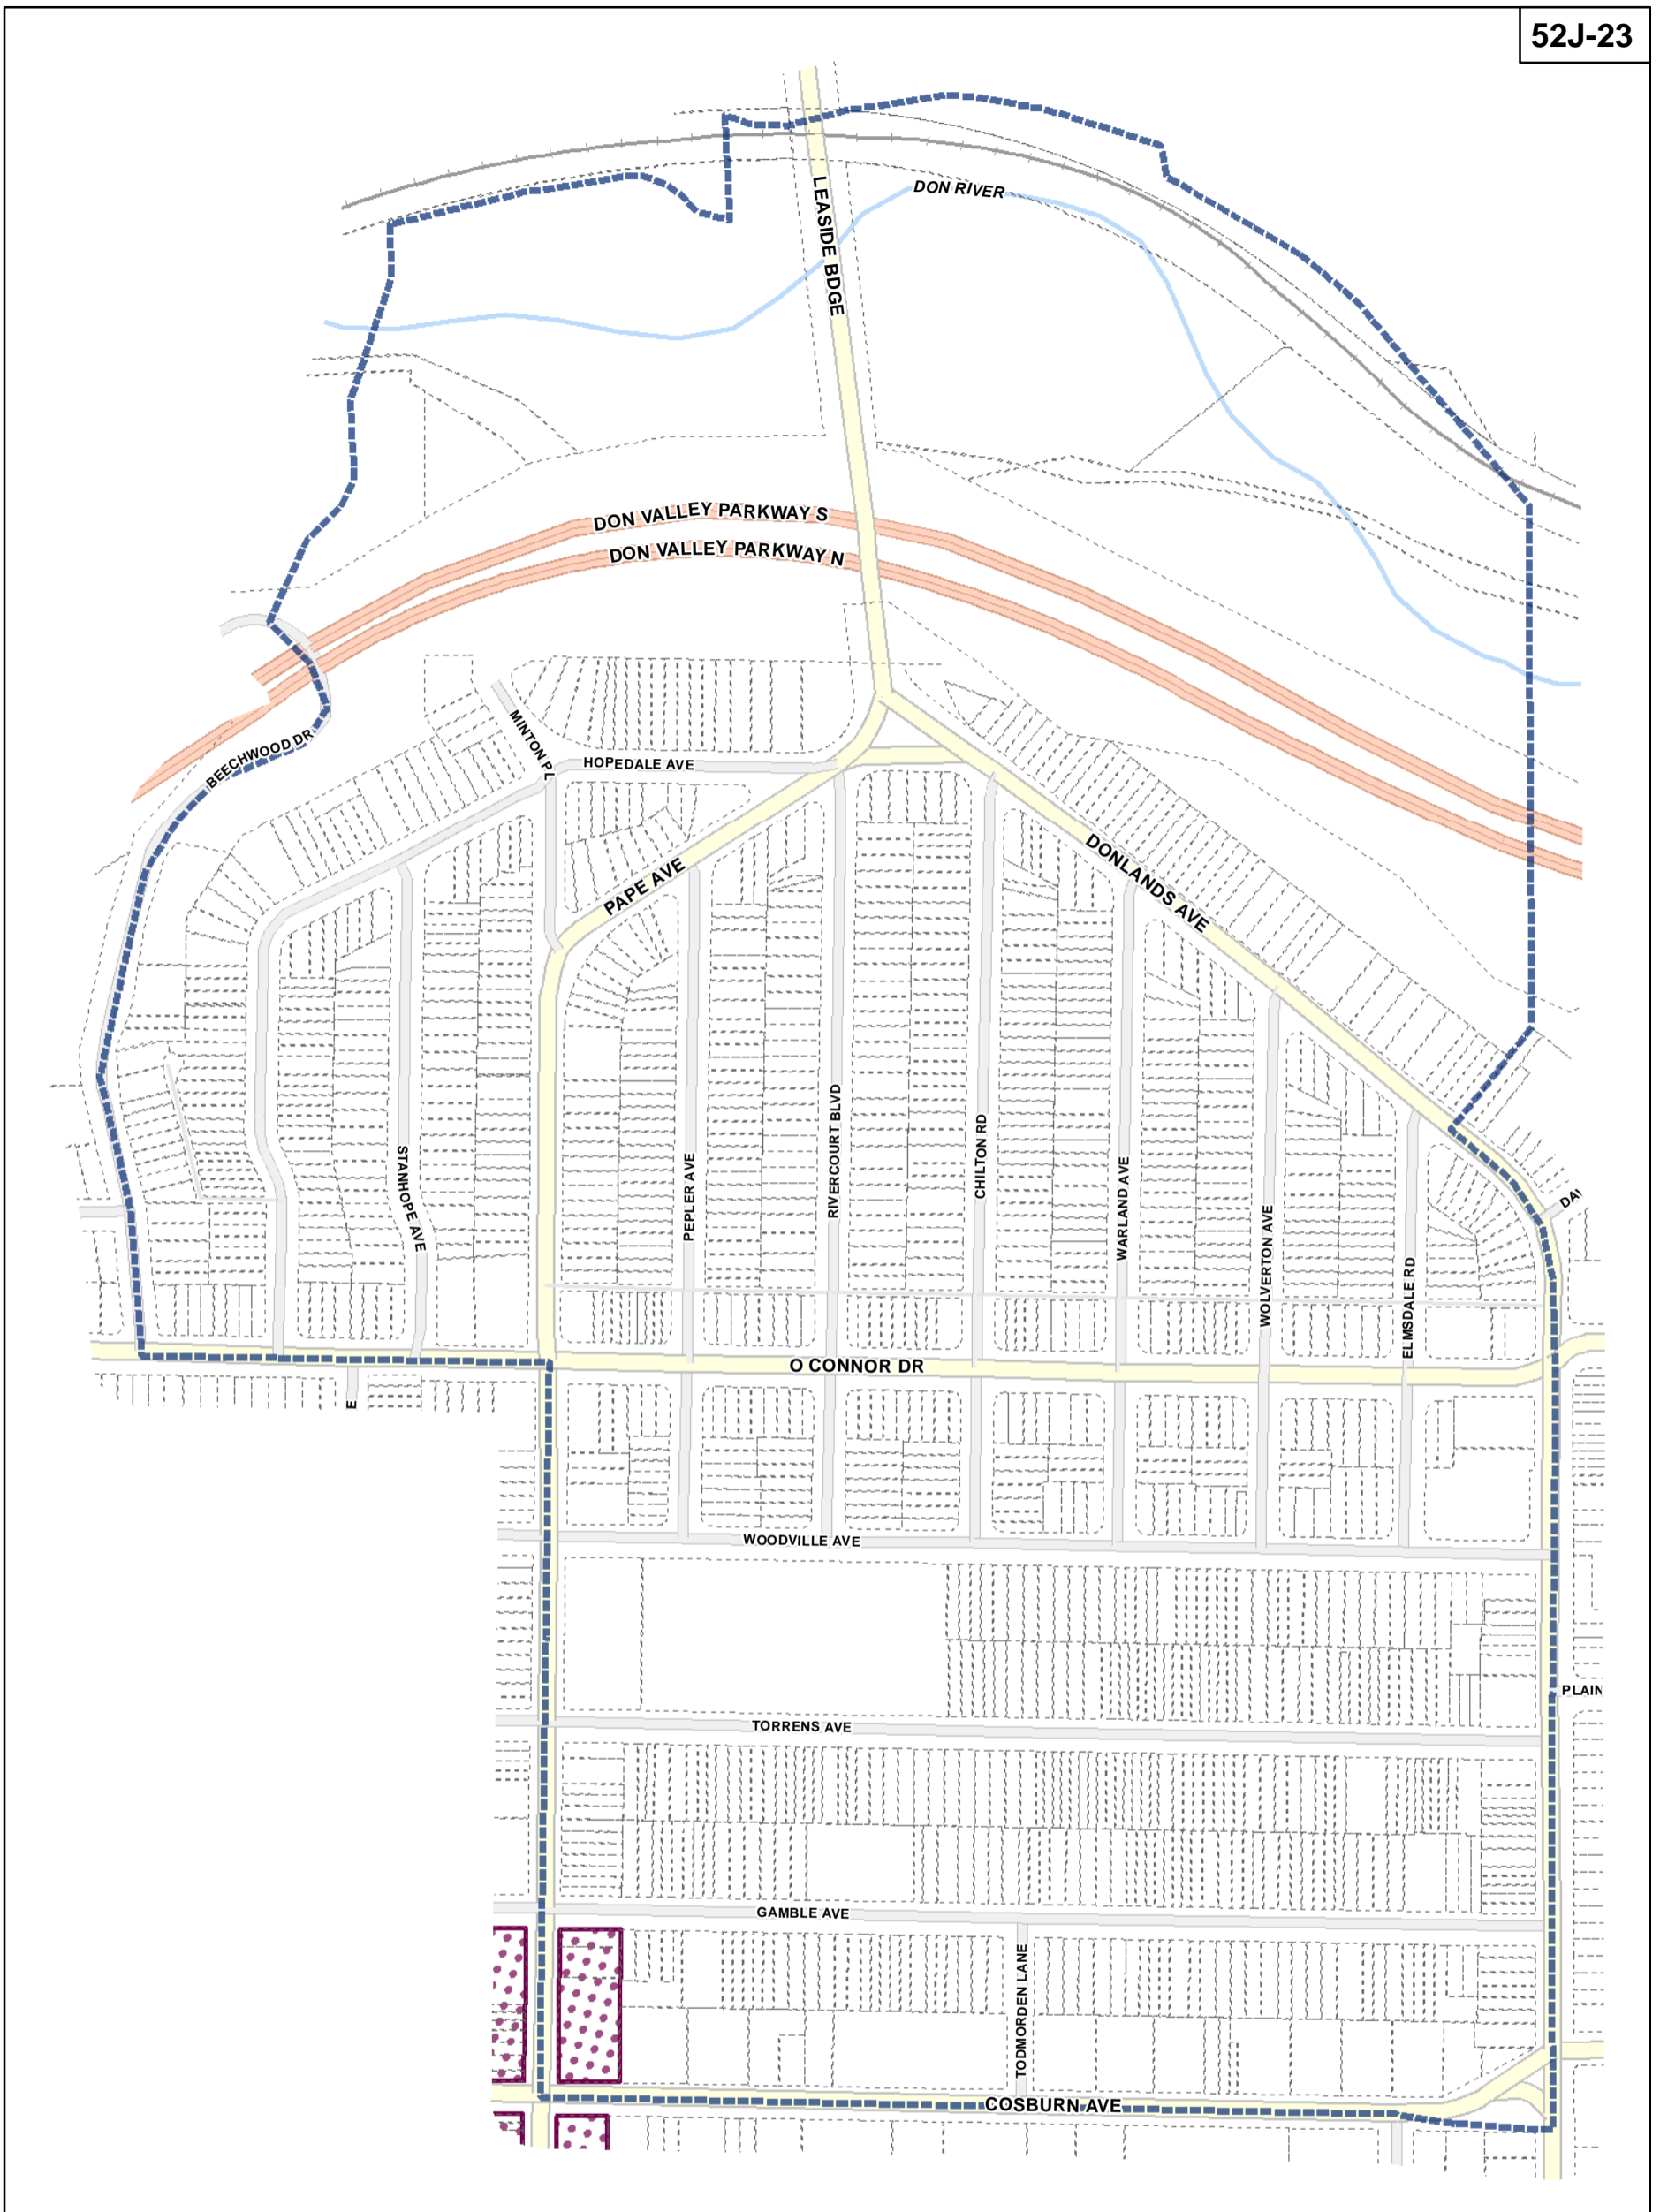 52J-23
DON RIVER
LEASIDE BDGE
DON VALLEY PARKWAY S
DON VALLEY PARKWAY N
MINTON PL
BEECHWOOD DR
HOPEDALE AVE
PAPE AVE
DONLANDS AVE
STANHOPE AVE
PEPLER AVE
RIVERCOURT BLVD
CHILTON RD
WARLAND AVE
WOLVERTON AVE
ELMSDALE RD
DAW
O CONNOR DR
E
WOODVILLE AVE
PLAIN
TORRENS AVE
GAMBLE AVE
TODMORDEN LANE
COSBURN AVE